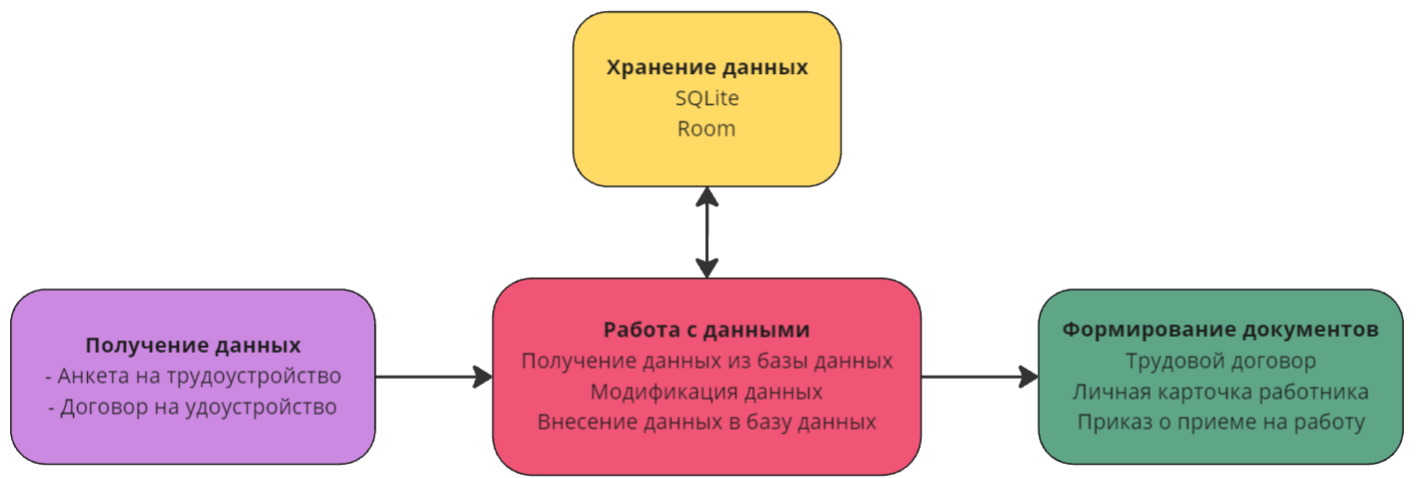 Хранение данных
SQLite
Room
Получение данных
- Анкета на трудоустройство
- Договор на удоустройство
Работа с данными
Получение данных из базы данных
Модификация данных
Внесение данных в базу данных
Формирование документов
Трудовой договор
Личная карточка работника
Приказ о приеме на работу